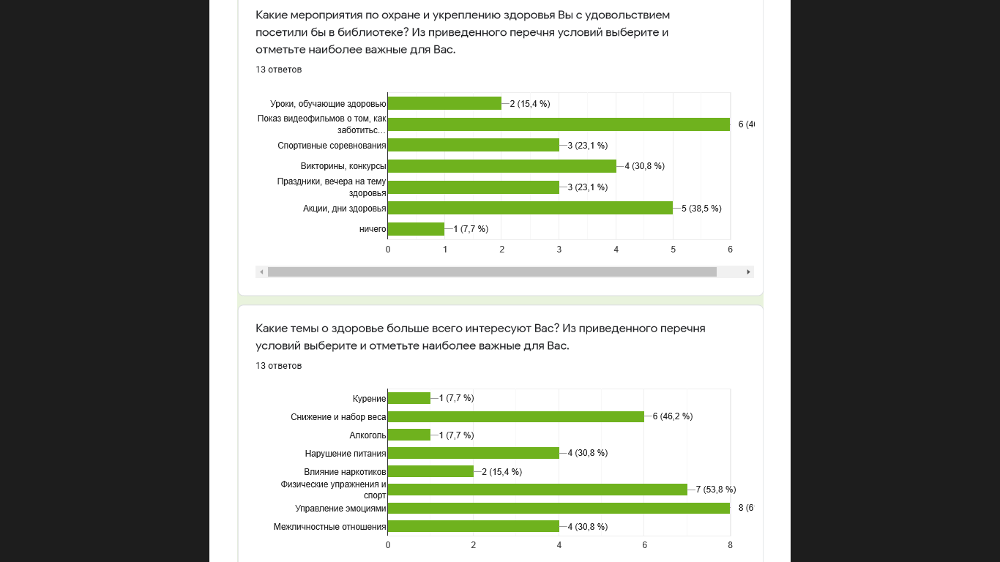 Какие мероприятия по охране и укреплению здоровья Вы с удовольствием
посетили бы в библиотеке? Из приведенного перечня условий выберите и
отметьте наиболее важные для Вас.
13 ответов
Уроки, обучающие здоровью
2 (15,4 %)
Показ видеофильмов о том, как
заботитьс...
6 (4
Спортивные соревнования
3 (23,1 %)
Викторины, конкурсы
4 (30,8 %)
Праздники, вечера на тему
здоровья
3 (23,1 %)
Акции, дни здоровья
5 (38,5 %)
ничего
1 (7,7 %)
0 1 2 3 4 5 6
Какие темы о здоровье больше всего интересуют Вас? Из приведенного перечня
условий выберите и отметьте наиболее важные для Вас.
13 ответов
Курение
1 (7,7 %)
Снижение и набор веса
6 (46,2 %)
Алкоголь
1 (7,7 %)
Нарушение питания
4 (30,8 %)
Влияние наркотиков
2 (15,4 %)
Физические упражнения и
спорт
7 (53,8 %)
Управление эмоциями
8 (6
Межличностные отношения
4 (30,8 %)
0 2 4 6 8